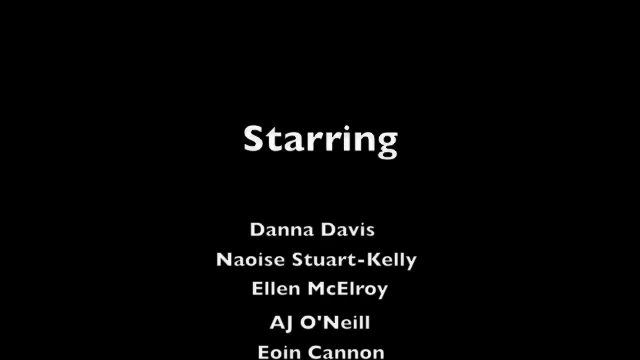 Starring
Danna Davis
Naoise Stuart-Kelly
Ellen McElroy
AJ O'Neill
Eoin Cannon